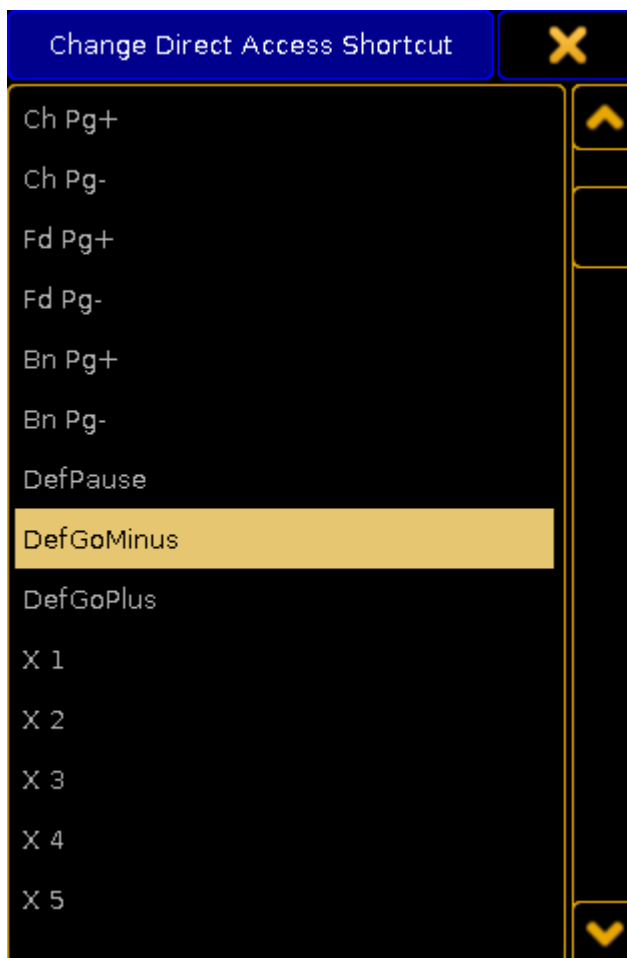 Change Direct Access Shortcut
Ch Pg+
Ch Pg-
Fd Pg+
Fd Pg-
Bn Pg+
Bn Pg-
DefPause
DefGoMinus
DefGoPlus
X 1
X 2
X 3
X 4
X 5